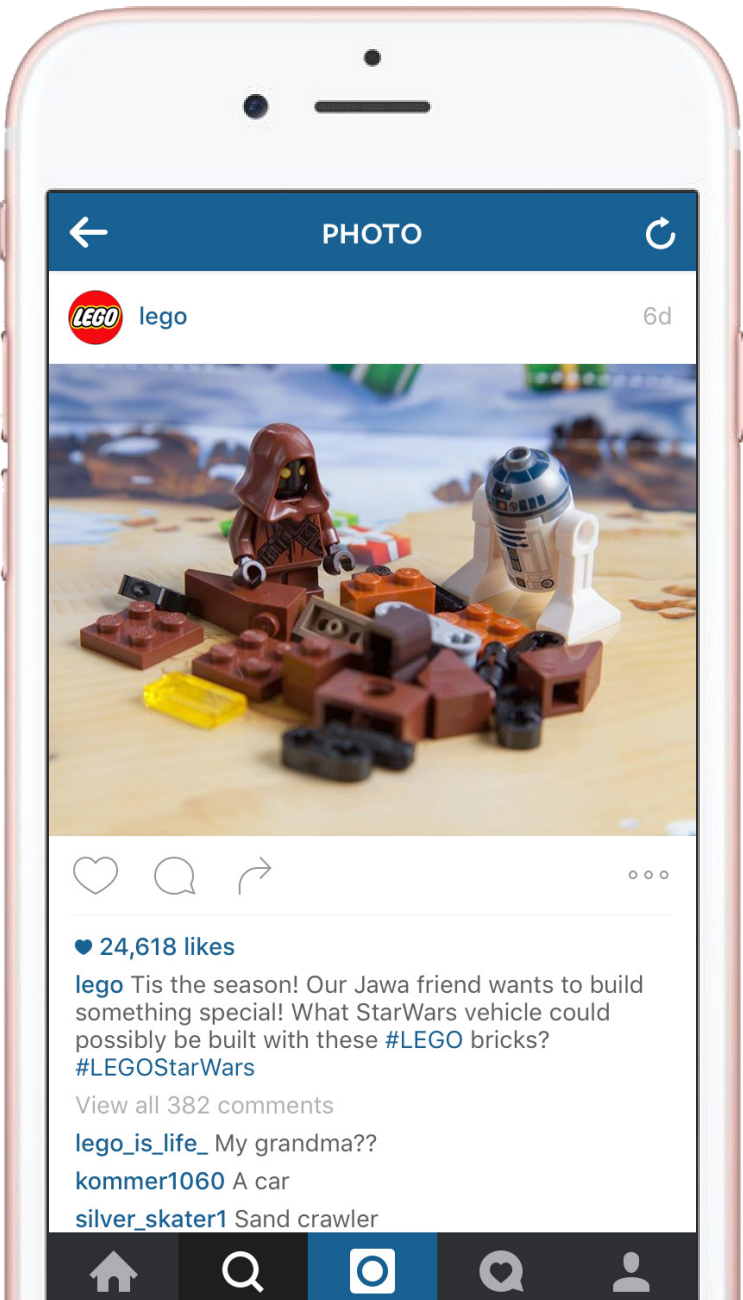 PHOTO
LEGO
lego
6d
24,618 likes
lego Tis the season! Our Jawa friend wants to build
something special! What StarWars vehicle could
possibly be built with these #LEGO bricks?
#LEGOStarWars
View all 382 comments
lego_is_life_ My grandma??
kommer1060 A car
silver_skater1 Sand crawler